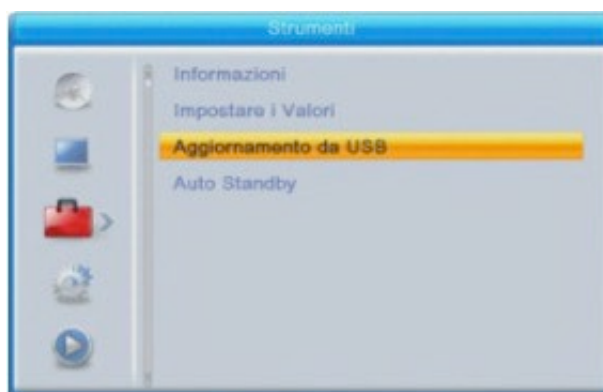 Strumenti
Informazioni
Impostare i Valori
Aggiornamento da USB
Auto Standby